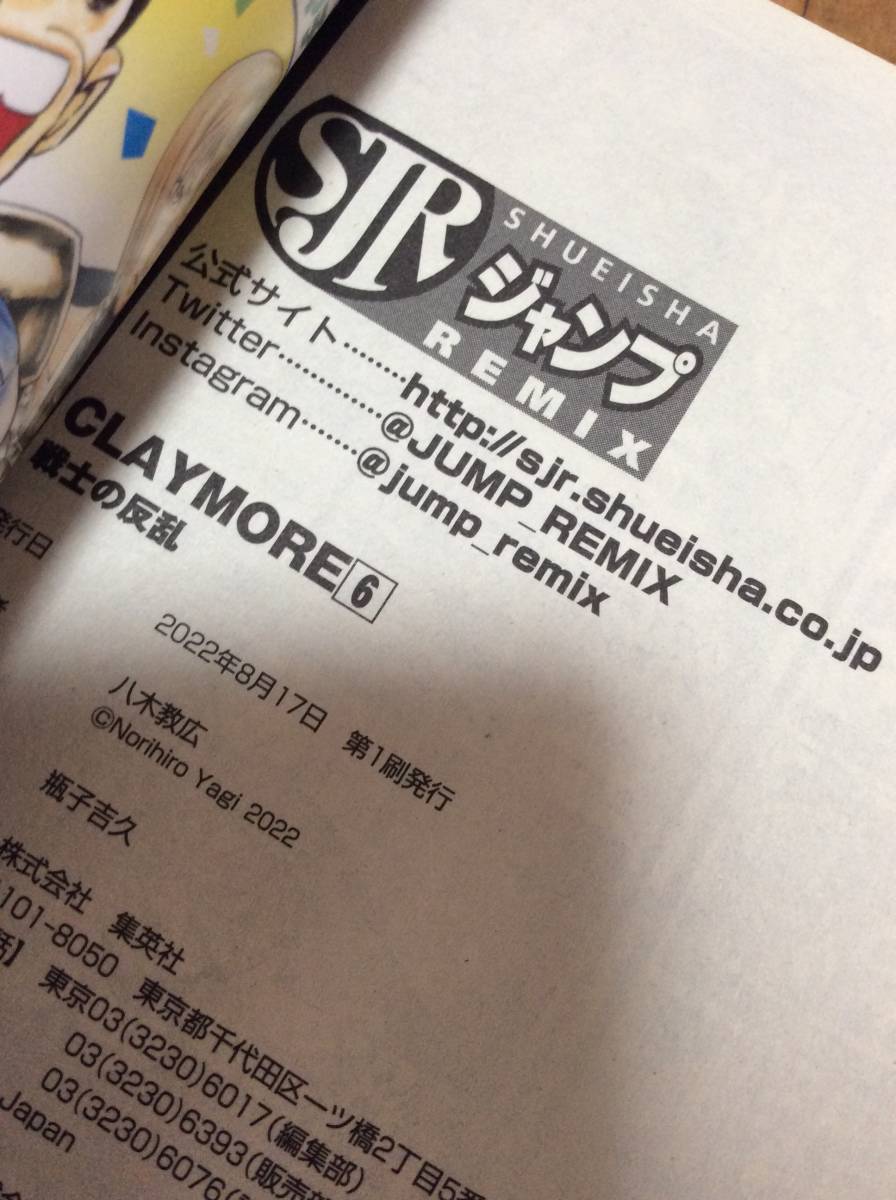 SJR
SHUEISHA
ジャンプ
REMIX
公式サイト………http://sjr.shueisha.co.jp
Twitter…………@JUMP_REMIX
Instagram……@jump_remix
CLAYMORE 6
戦士の反乱
発行日
2022年8月17日 第1刷発行
八木教広
©Norihiro Yagi 2022
瓶子吉久
株式会社 集英社
101-8050 東京都千代田区一ツ橋2丁目5番
東京03(3230)6017(編集部)
03(3230)6393(販売部
03(3230)6076(
Japan